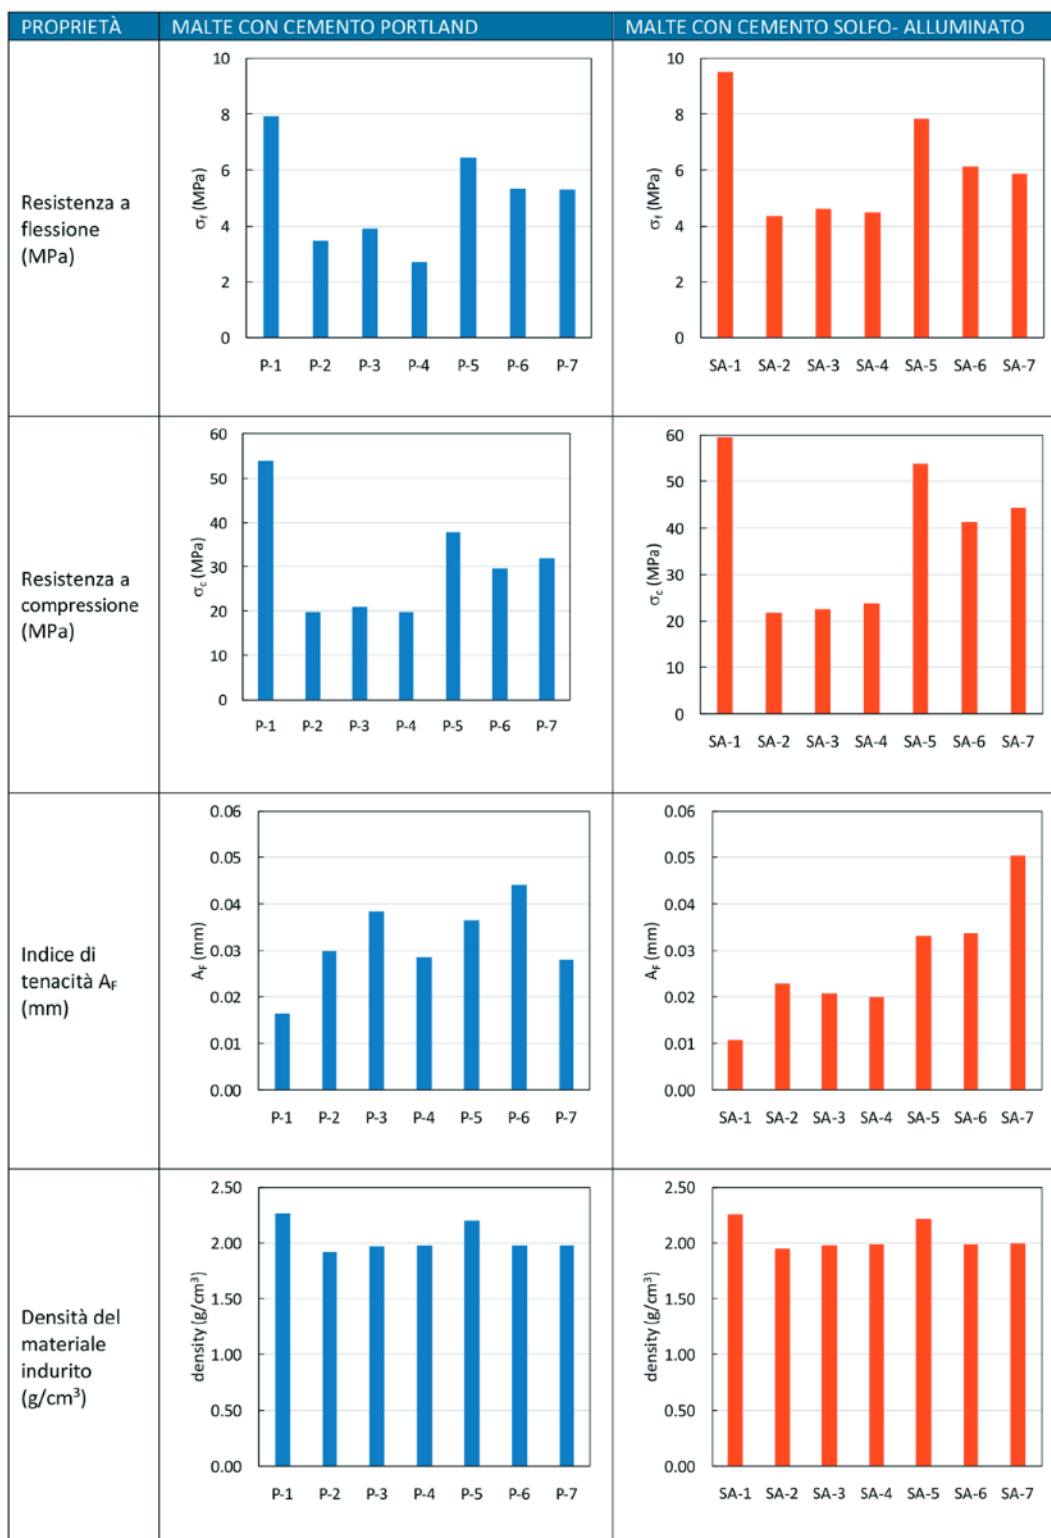 PROPRIETÀ
MALTE CON CEMENTO PORTLAND
MALTE CON CEMENTO SOLFO- ALLUMINATO
Resistenza a
flessione
(MPa)
σf (MPa)
10
8
6
4
2
0
P-1 P-2 P-3 P-4 P-5 P-6 P-7
σf (MPa)
10
8
6
4
2
0
SA-1 SA-2 SA-3 SA-4 SA-5 SA-6 SA-7
Resistenza a
compressione
(MPa)
σc (MPa)
60
50
40
30
20
10
0
P-1 P-2 P-3 P-4 P-5 P-6 P-7
σc (MPa)
60
50
40
30
20
10
0
SA-1 SA-2 SA-3 SA-4 SA-5 SA-6 SA-7
Indice di
tenacità AF
(mm)
AF (mm)
0.06
0.05
0.04
0.03
0.02
0.01
0.00
P-1 P-2 P-3 P-4 P-5 P-6 P-7
AF (mm)
0.06
0.05
0.04
0.03
0.02
0.01
0.00
SA-1 SA-2 SA-3 SA-4 SA-5 SA-6 SA-7
Densità del
materiale
indurito
(g/cm³)
density (g/cm³)
2.50
2.00
1.50
1.00
0.50
0.00
P-1 P-2 P-3 P-4 P-5 P-6 P-7
density (g/cm³)
2.50
2.00
1.50
1.00
0.50
0.00
SA-1 SA-2 SA-3 SA-4 SA-5 SA-6 SA-7